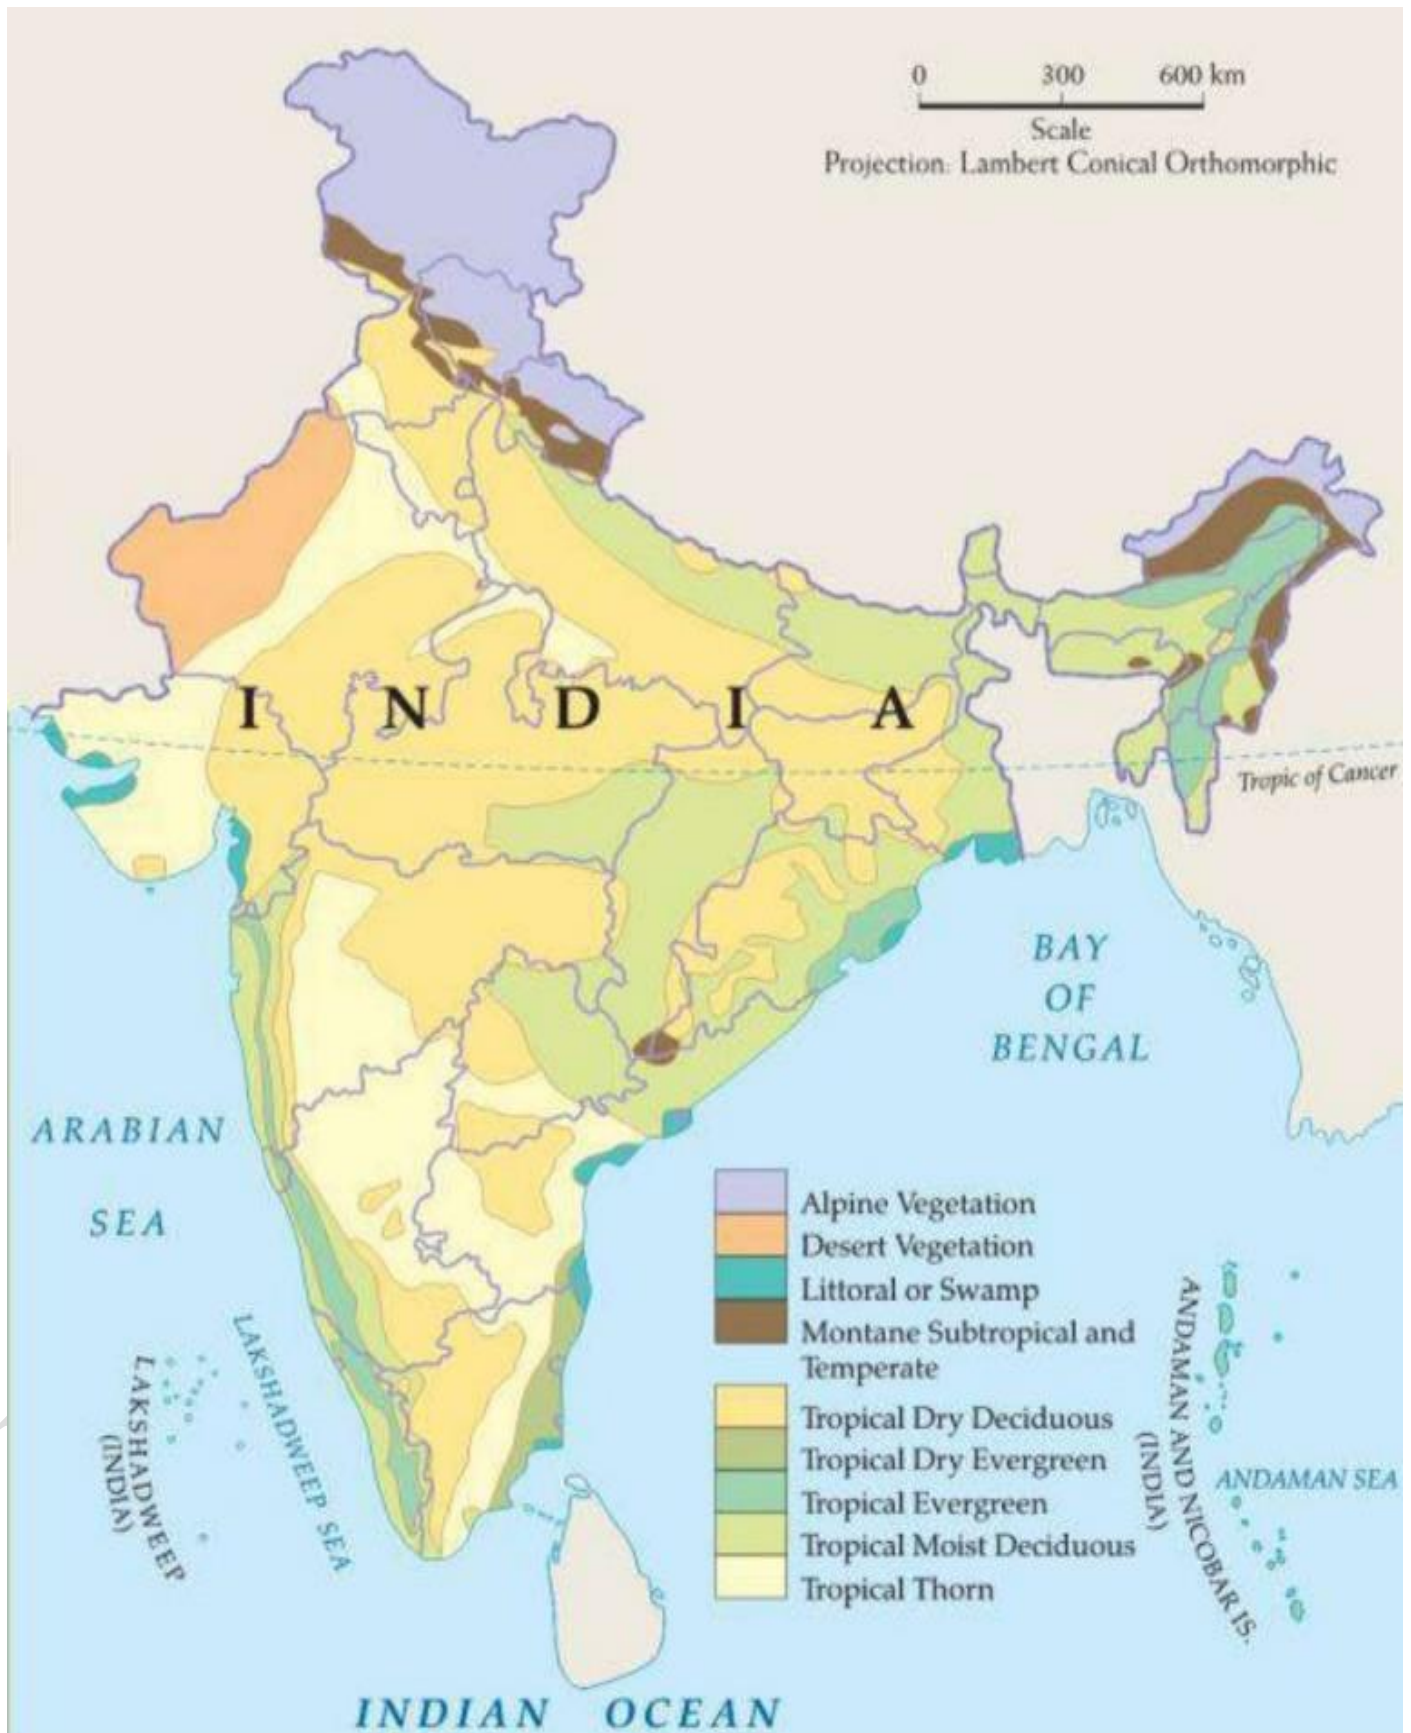 0 300 600 km
Scale
Projection: Lambert Conical Orthomorphic
I N D I A
Tropic of Cancer
BAY
OF
BENGAL
ARABIAN
SEA
Alpine Vegetation
Desert Vegetation
Littoral or Swamp
Montane Subtropical and
Temperate
Tropical Dry Deciduous
Tropical Dry Evergreen
Tropical Evergreen
Tropical Moist Deciduous
Tropical Thorn
LAKSHADWEEP
(INDIA)
LAKSHADWEEP SEA
ANDAMAN AND NICOBAR IS.
(INDIA)
ANDAMAN SEA
INDIAN OCEAN